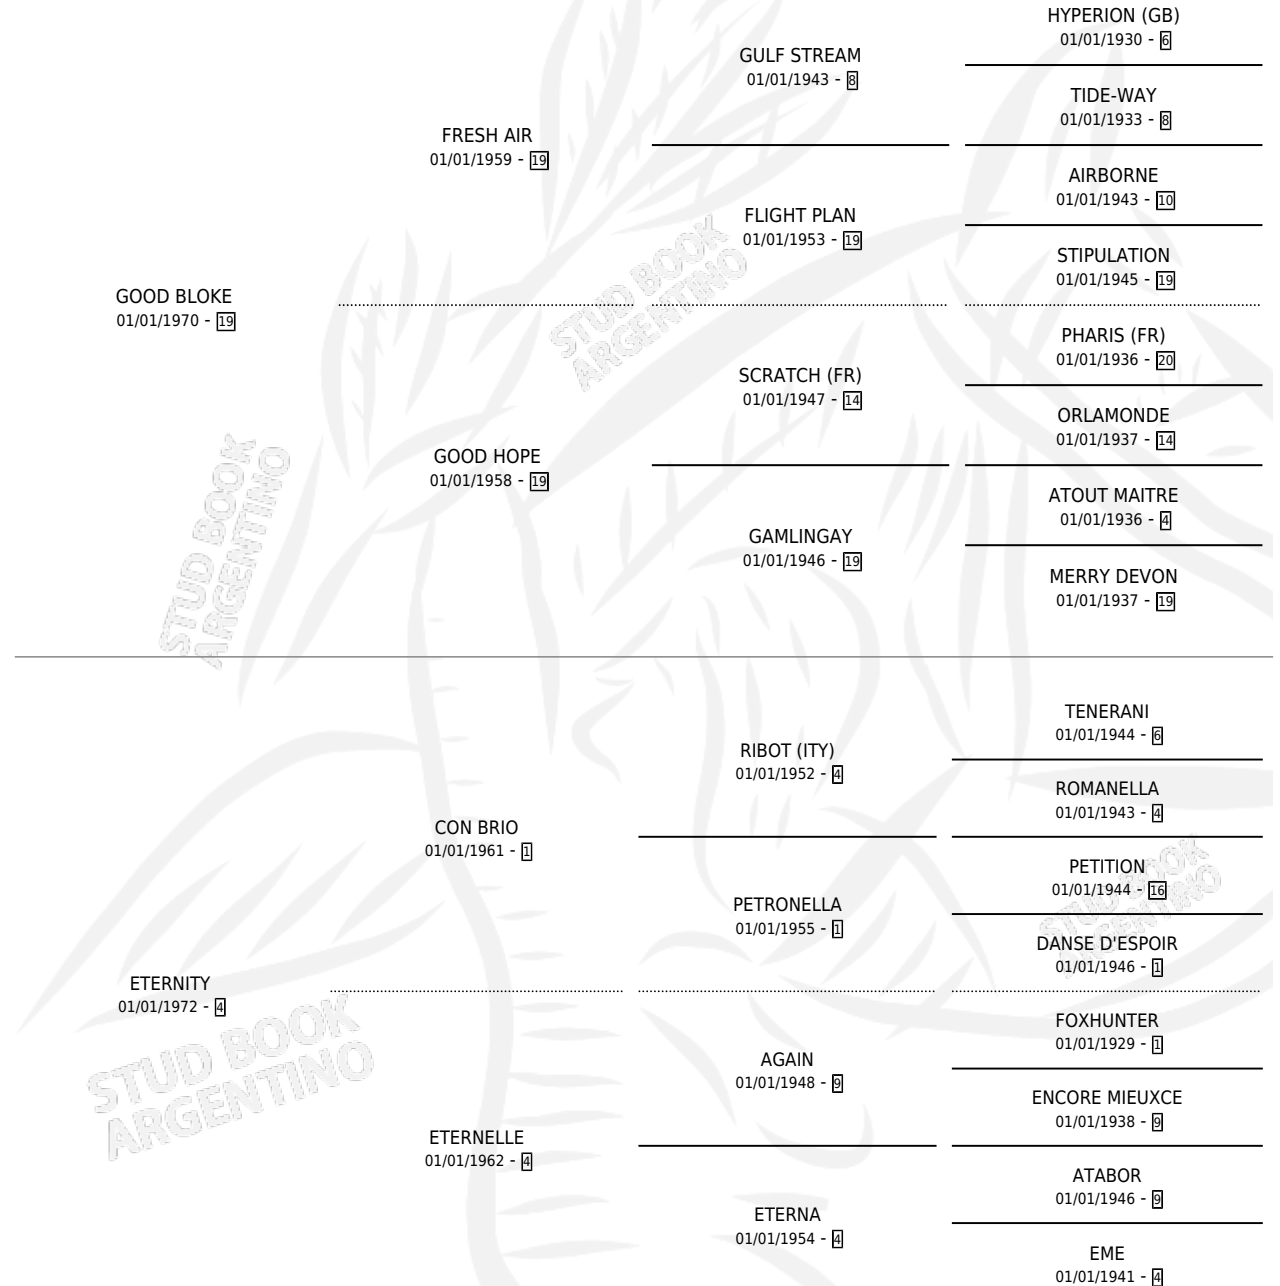 HYPERION (GB)
01/01/1930 - 6
GULF STREAM
01/01/1943 - 8
TIDE-WAY
01/01/1933 - 8
FRESH AIR
01/01/1959 - 19
AIRBORNE
01/01/1943 - 10
FLIGHT PLAN
01/01/1953 - 19
STIPULATION
01/01/1945 - 19
GOOD BLOKE
01/01/1970 - 19
PHARIS (FR)
01/01/1936 - 20
SCRATCH (FR)
01/01/1947 - 14
ORLAMONDE
01/01/1937 - 14
GOOD HOPE
01/01/1958 - 19
ATOUT MAITRE
01/01/1936 - 4
GAMLINGAY
01/01/1946 - 19
MERRY DEVON
01/01/1937 - 19
STUD BOOK
ARGENTINO
STUD BOOK
ARGENTINO
TENERANI
01/01/1944 - 6
RIBOT (ITY)
01/01/1952 - 4
ROMANELLA
01/01/1943 - 4
CON BRIO
01/01/1961 - 1
PETITION
01/01/1944 - 16
PETRONELLA
01/01/1955 - 1
DANSE D'ESPOIR
01/01/1946 - 1
ETERNITY
01/01/1972 - 4
FOXHUNTER
01/01/1929 - 1
AGAIN
01/01/1948 - 9
ENCORE MIEUXCE
01/01/1938 - 9
ETERNELLE
01/01/1962 - 4
ATABOR
01/01/1946 - 9
ETERNA
01/01/1954 - 4
EME
01/01/1941 - 4
STUD BOOK
ARGENTINO
STUD BOOK
ARGENTINO